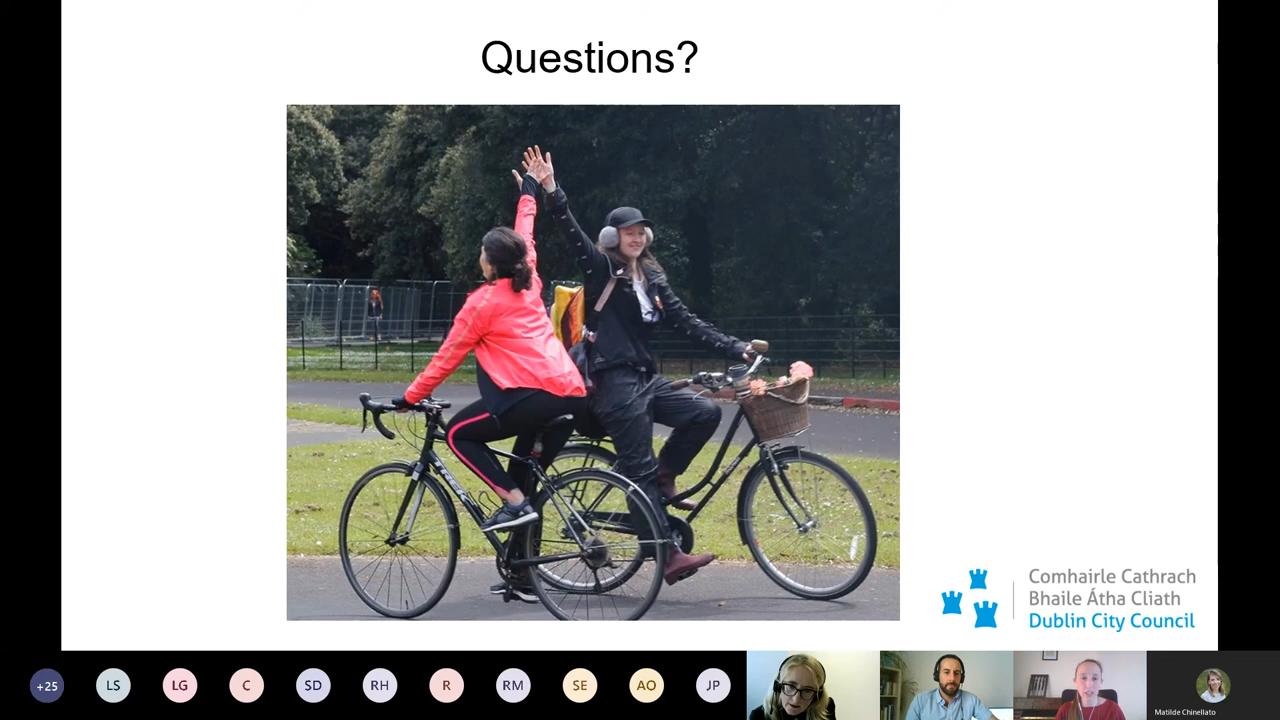 Questions?
TREK
Comhairle Cathrach
Bhaile Átha Cliath
Dublin City Council
+25
LS
LG
C
SD
RH
R
RM
SE
AO
JP
Matilde Chinellato